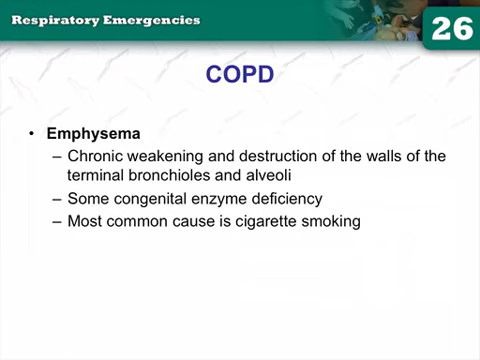 Respiratory Emergencies
26
COPD
• Emphysema
– Chronic weakening and destruction of the walls of the
terminal bronchioles and alveoli
– Some congenital enzyme deficiency
– Most common cause is cigarette smoking